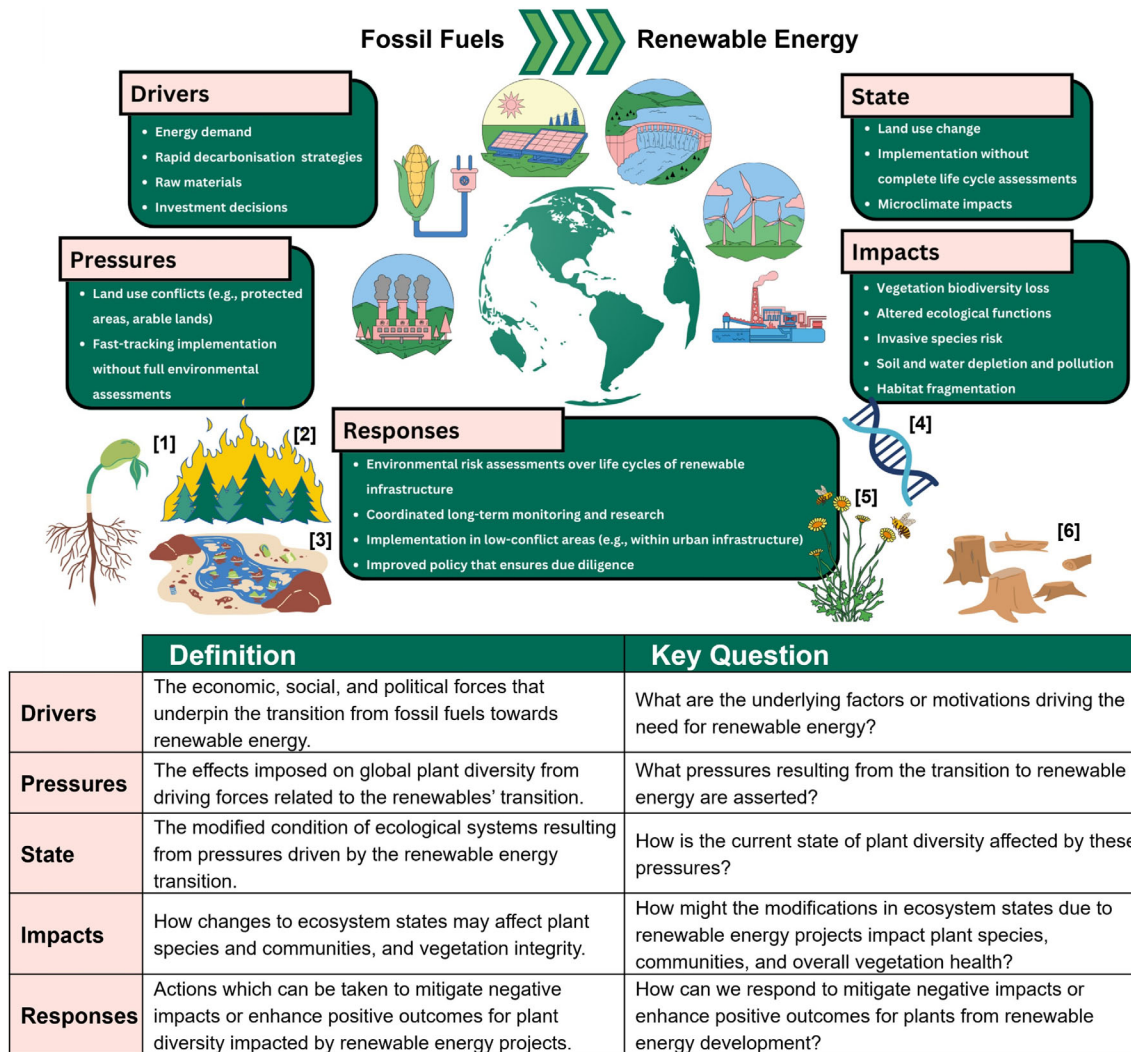 Fossil Fuels
Renewable Energy
Drivers
• Energy demand
• Rapid decarbonisation strategies
• Raw materials
• Investment decisions
State
• Land use change
• Implementation without
complete life cycle assessments
• Microclimate impacts
Pressures
• Land use conflicts (e.g., protected
areas, arable lands)
• Fast-tracking implementation
without full environmental
assessments
Impacts
• Vegetation biodiversity loss
• Altered ecological functions
• Invasive species risk
• Soil and water depletion and pollution
• Habitat fragmentation
Responses
• Environmental risk assessments over life cycles of renewable
infrastructure
• Coordinated long-term monitoring and research
• Implementation in low-conflict areas (e.g., within urban infrastructure)
• Improved policy that ensures due diligence
[1]
[2]
[3]
[4]
[5]
[6]
Definition
Key Question
Drivers
The economic, social, and political forces that
underpin the transition from fossil fuels towards
renewable energy.
What are the underlying factors or motivations driving the
need for renewable energy?
Pressures
The effects imposed on global plant diversity from
driving forces related to the renewables' transition.
What pressures resulting from the transition to renewable
energy are asserted?
State
The modified condition of ecological systems resulting
from pressures driven by the renewable energy
transition.
How is the current state of plant diversity affected by these
pressures?
Impacts
How changes to ecosystem states may affect plant
species and communities, and vegetation integrity.
How might the modifications in ecosystem states due to
renewable energy projects impact plant species,
communities, and overall vegetation health?
Responses
Actions which can be taken to mitigate negative
impacts or enhance positive outcomes for plant
diversity impacted by renewable energy projects.
How can we respond to mitigate negative impacts or
enhance positive outcomes for plants from renewable
energy development?